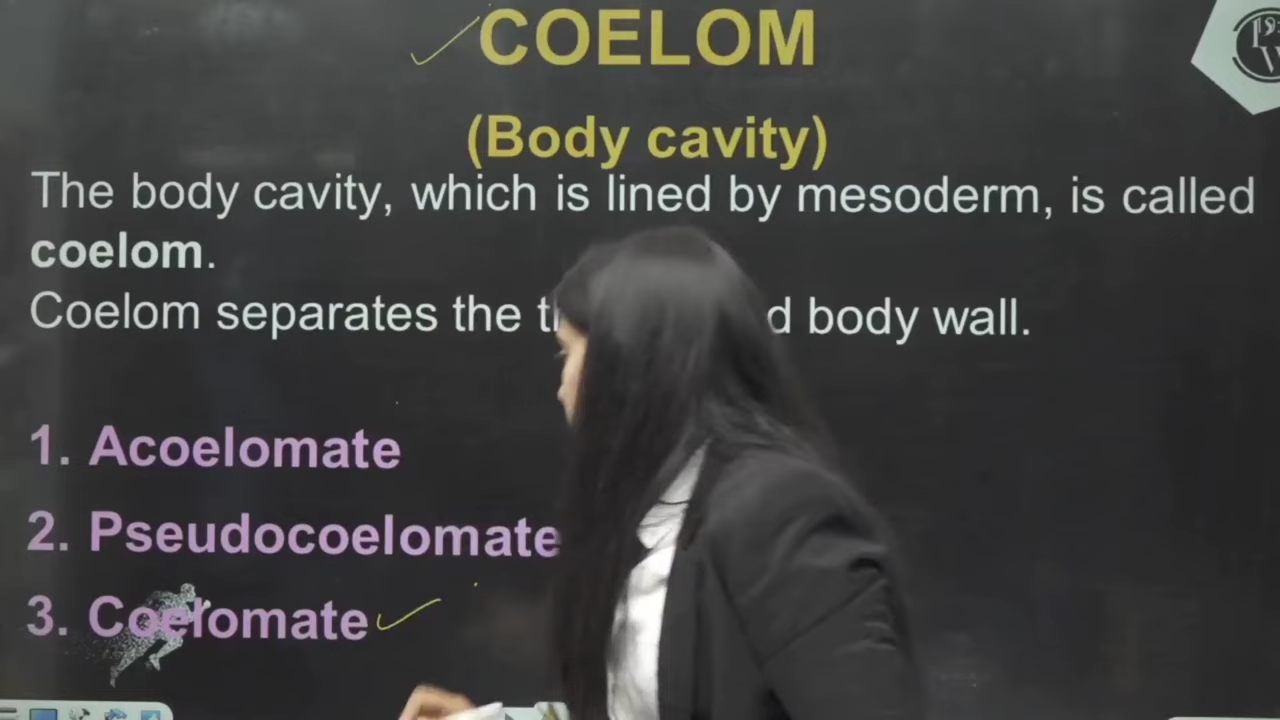 COELOM
(Body cavity)
The body cavity, which is lined by mesoderm, is called
coelom.
Coelom separates the body wall.
1. Acoelomate
2. Pseudocoelomate
3. Coelomate